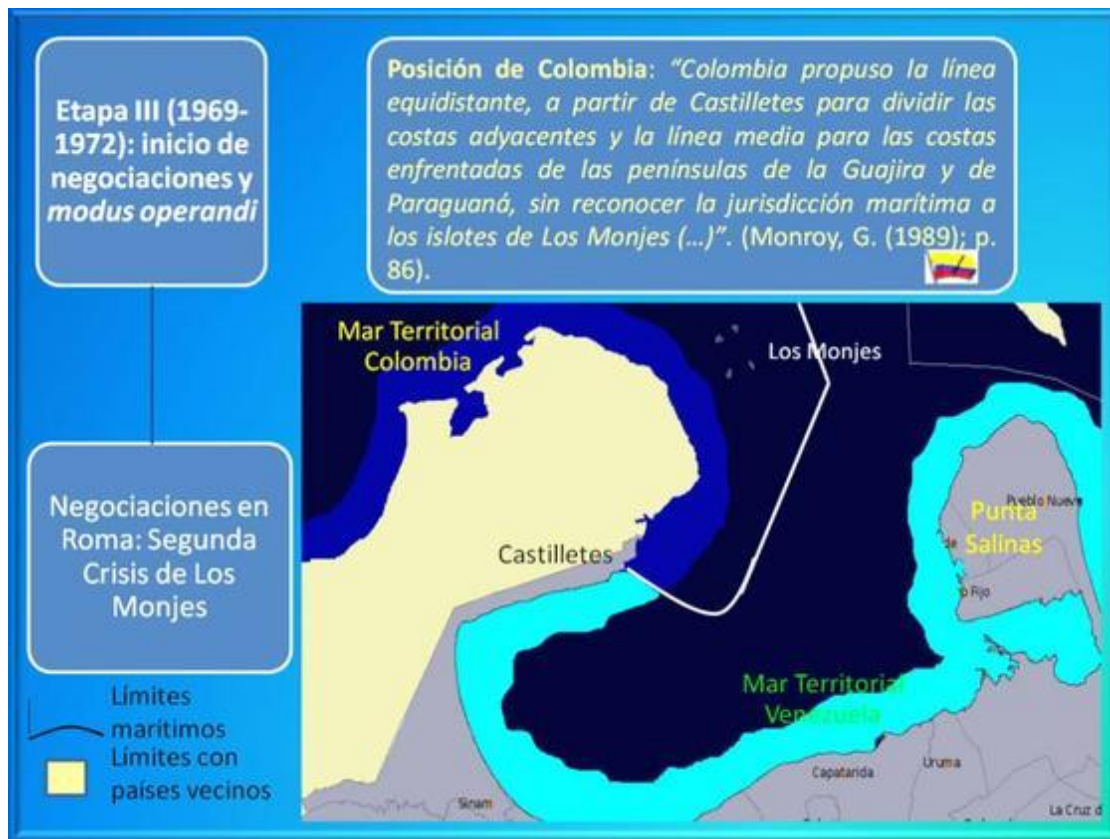 Etapa III (1969-
1972): inicio de
negociaciones y
modus operandi
Posición de Colombia: “Colombia propuso la línea
equidistante, a partir de Castilletes para dividir las
costas adyacentes y la línea media para las costas
enfrentadas de las penínsulas de la Guajira y de
Paraguaná, sin reconocer la jurisdicción marítima a
los islotes de Los Monjes (...)”. (Monroy, G. (1989); p.
86).
Negociaciones en
Roma: Segunda
Crisis de Los
Monjes
Límites
marítimos
Límites con
países vecinos
Mar Territorial
Colombia
Los Monjes
Castilletes
Pueblo Nuevo
Punta
de
Salinas
o Fijo
Mar Territorial
Venezuela
Capatarida
Uruma
Sinam
La Cruz d